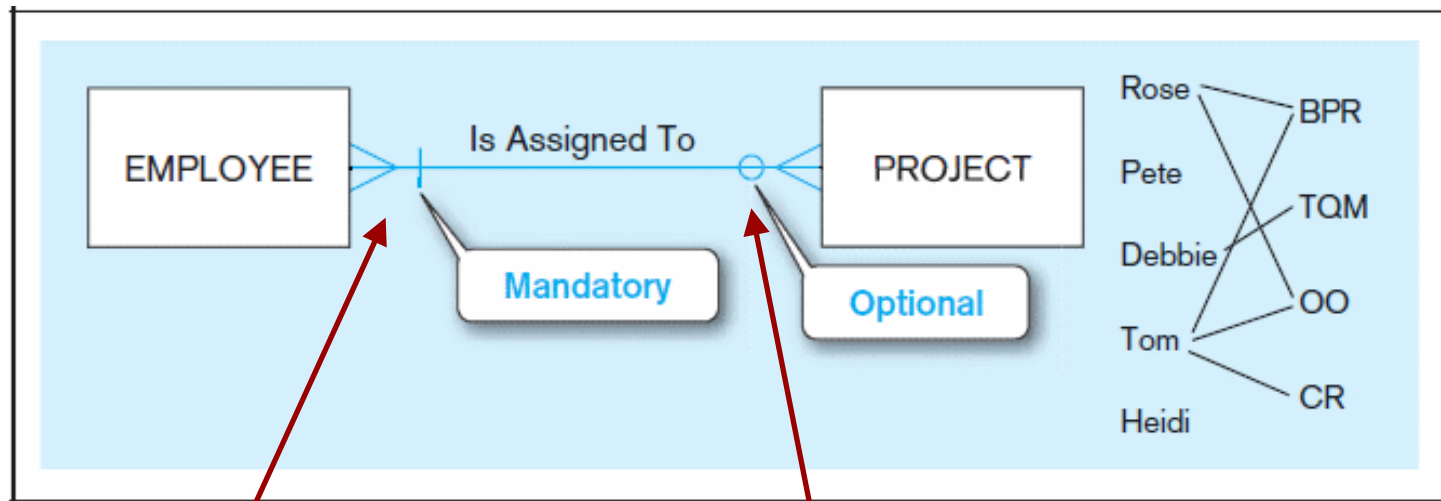 EMPLOYEE
Is Assigned To
PROJECT
Mandatory
Optional
Rose
Pete
Debbie
Tom
Heidi
BPR
TQM
OO
CR